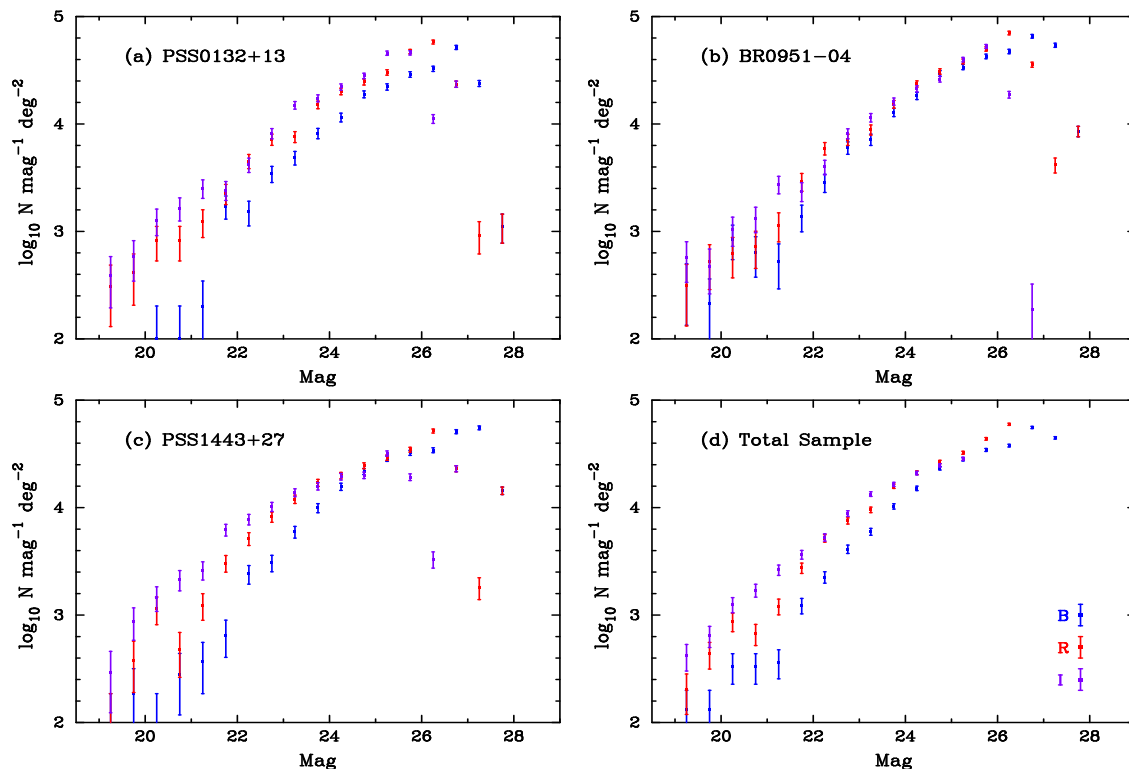 (a) PSS0132+13
log₁₀ N mag⁻¹ deg⁻²
5
4
3
2
20 22 24 26 28
Mag
(b) BR0951−04
log₁₀ N mag⁻¹ deg⁻²
5
4
3
2
20 22 24 26 28
Mag
(c) PSS1443+27
log₁₀ N mag⁻¹ deg⁻²
5
4
3
2
20 22 24 26 28
Mag
(d) Total Sample
log₁₀ N mag⁻¹ deg⁻²
5
4
3
2
B
R
I
20 22 24 26 28
Mag